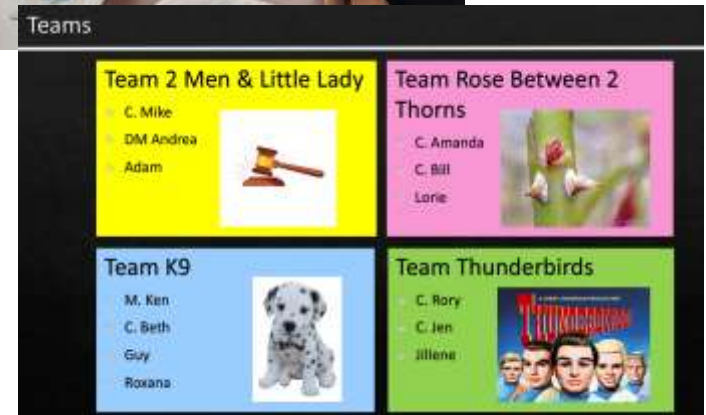 Teams
Team 2 Men & Little Lady
C. Mike
DM Andrea
Adam
Team Rose Between 2
Thorns
C. Amanda
C. Bill
Lorie
Team K9
M. Ken
C. Beth
Guy
Roxana
Team Thunderbirds
C. Rory
C. Jen
Jillene
THUNDERBIRDS